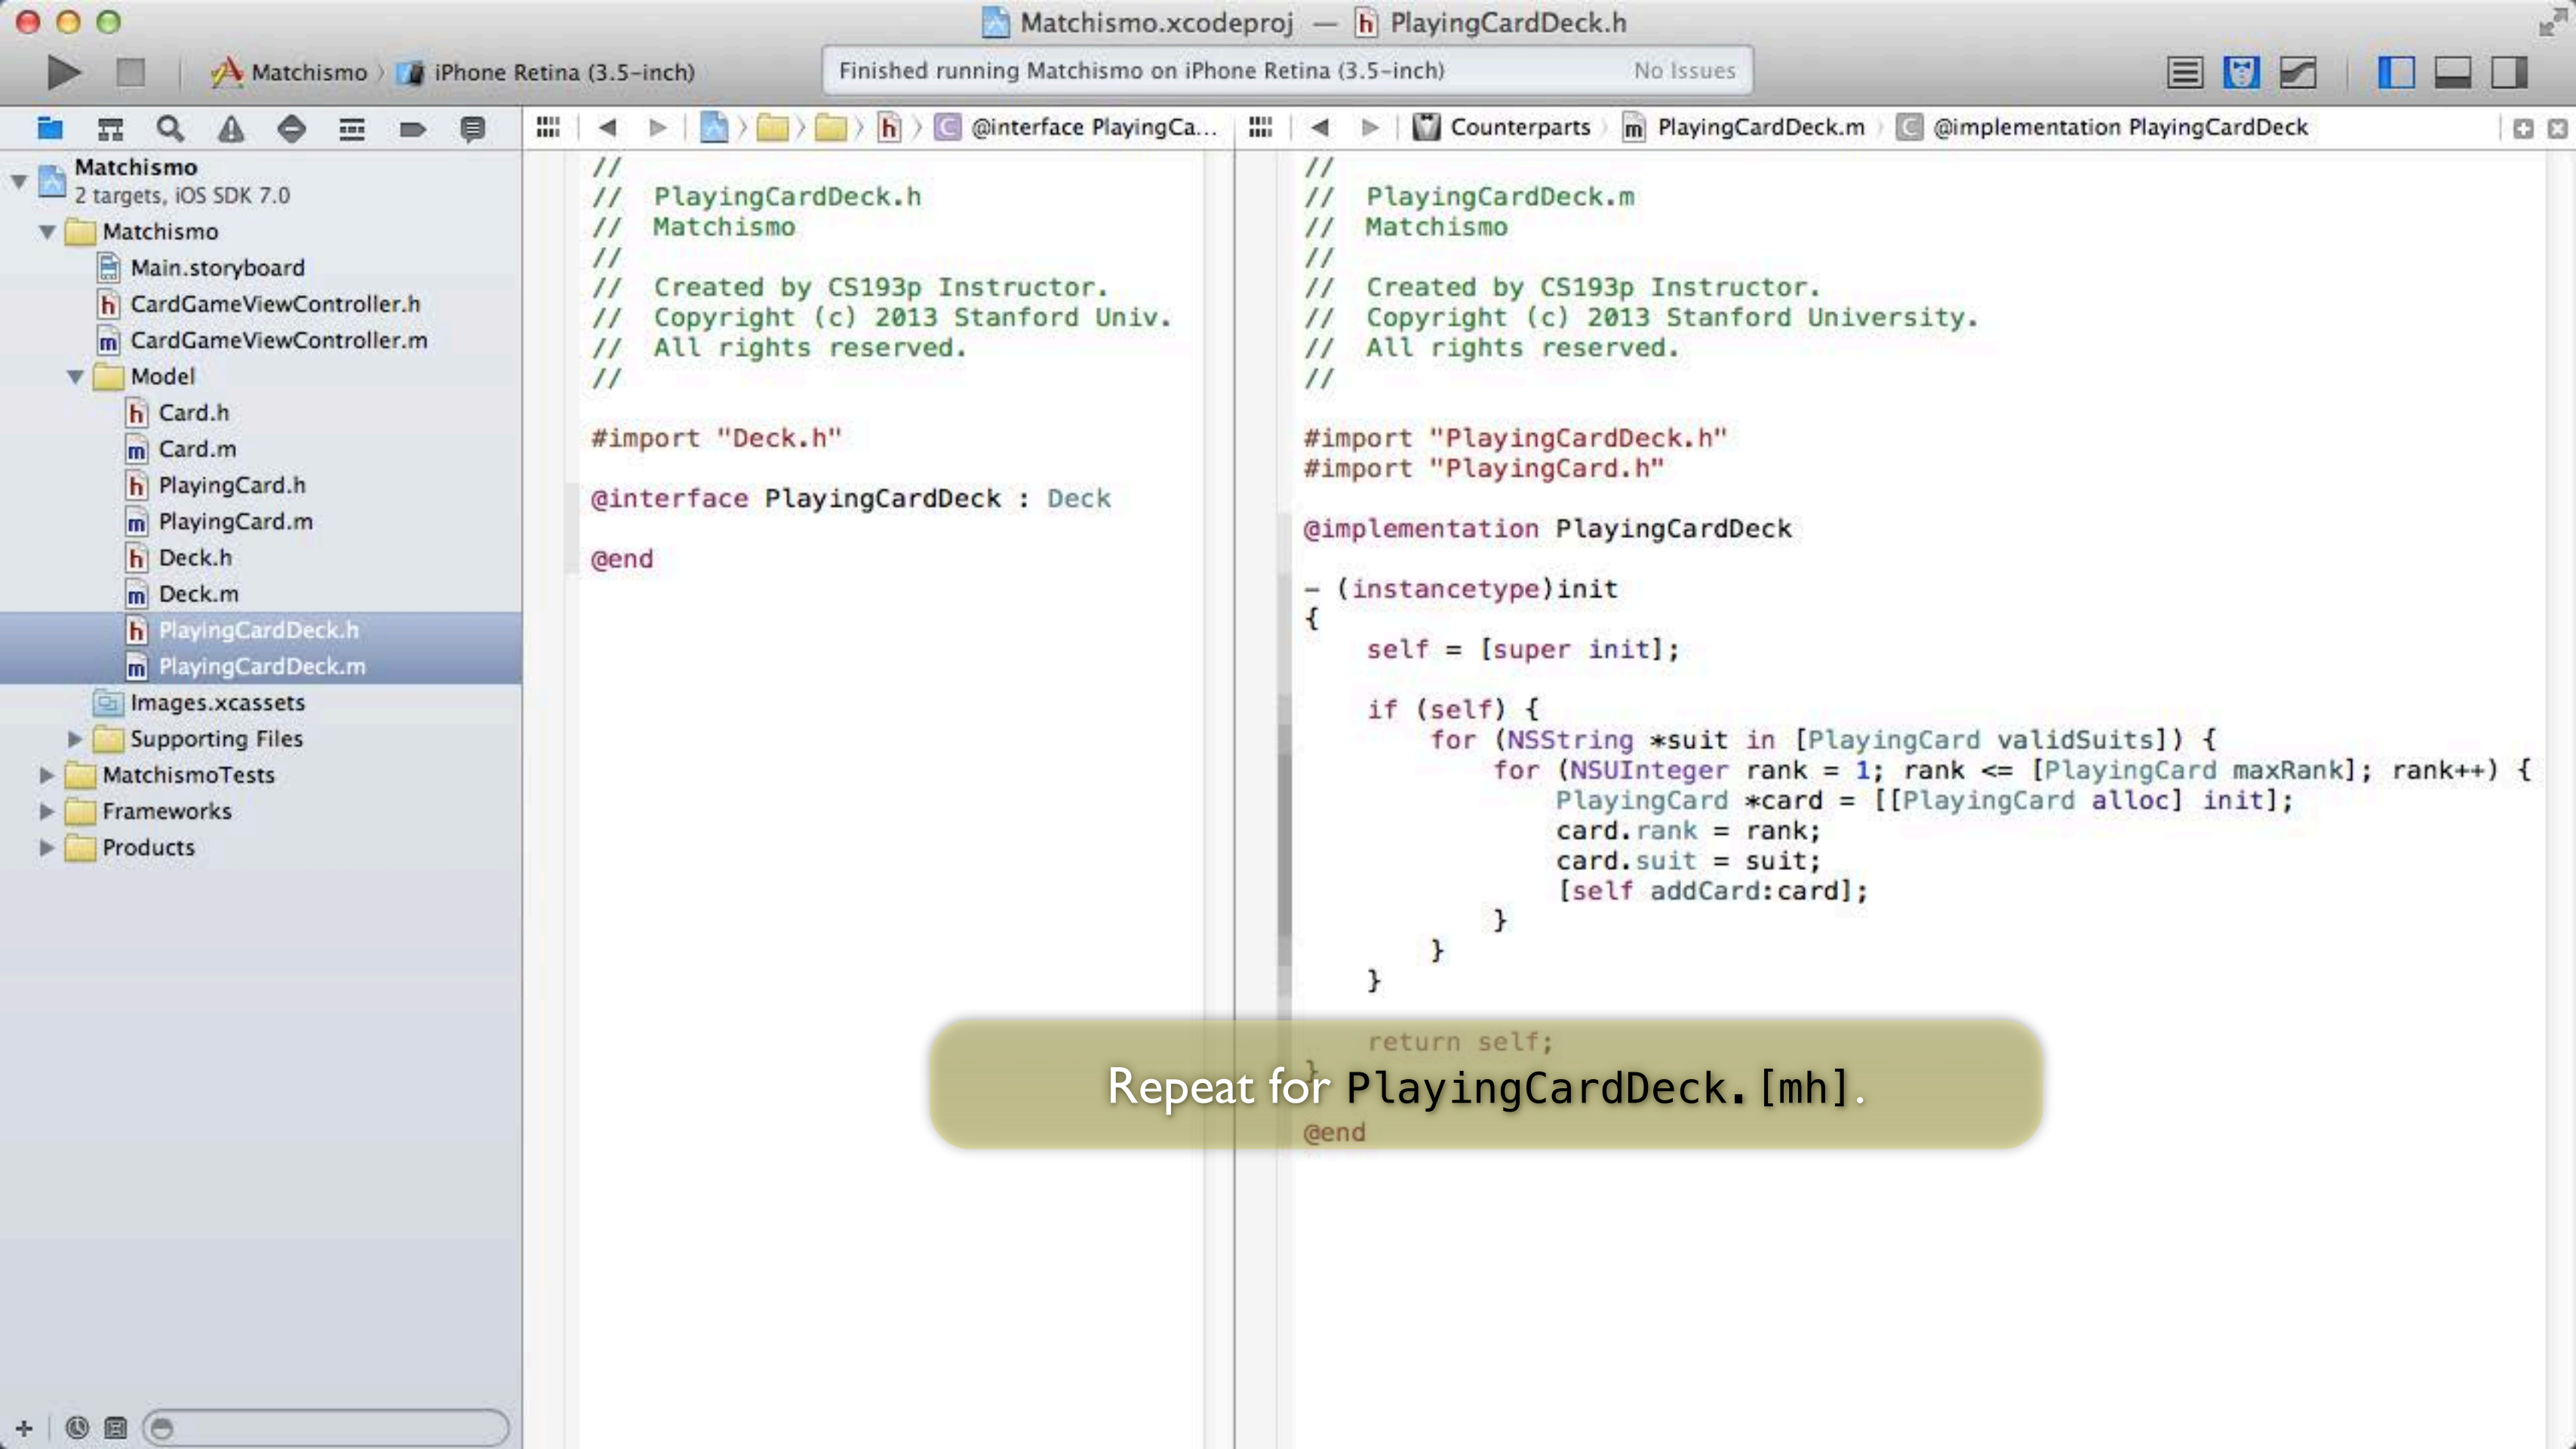 Matchismo.xcodeproj — h PlayingCardDeck.h
Matchismo iPhone Retina (3.5-inch)
Finished running Matchismo on iPhone Retina (3.5-inch) No Issues
h C @interface PlayingCa...
Counterparts m PlayingCardDeck.m C @implementation PlayingCardDeck
Matchismo
2 targets, iOS SDK 7.0
Matchismo
Main.storyboard
h CardGameViewController.h
m CardGameViewController.m
Model
h Card.h
m Card.m
h PlayingCard.h
m PlayingCard.m
h Deck.h
m Deck.m
h PlayingCardDeck.h
m PlayingCardDeck.m
Images.xcassets
Supporting Files
MatchismoTests
Frameworks
Products
//
// PlayingCardDeck.h
// Matchismo
//
// Created by CS193p Instructor.
// Copyright (c) 2013 Stanford Univ.
// All rights reserved.
//
#import "Deck.h"
@interface PlayingCardDeck : Deck
@end
//
// PlayingCardDeck.m
// Matchismo
//
// Created by CS193p Instructor.
// Copyright (c) 2013 Stanford University.
// All rights reserved.
//
#import "PlayingCardDeck.h"
#import "PlayingCard.h"
@implementation PlayingCardDeck
- (instancetype)init
{
self = [super init];
if (self) {
for (NSString *suit in [PlayingCard validSuits]) {
for (NSUInteger rank = 1; rank <= [PlayingCard maxRank]; rank++) {
PlayingCard *card = [[PlayingCard alloc] init];
card.rank = rank;
card.suit = suit;
[self addCard:card];
}
}
}
return self;
}
@end
Repeat for PlayingCardDeck.[mh].